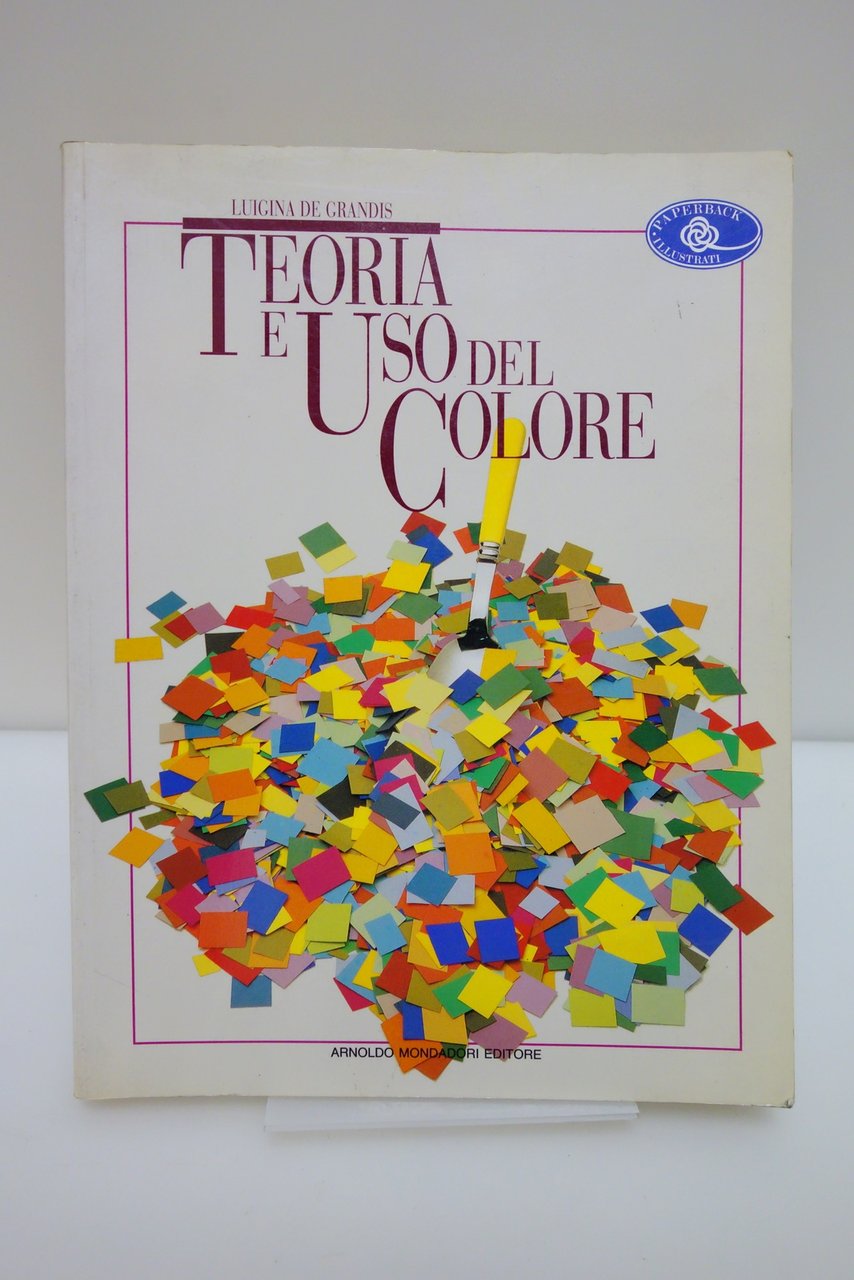 LUIGINA DE GRANDIS
TEORIA
E USO DEL
COLORE
PAPERBACK
ILLUSTRATI
ARNOLDO MONDADORI EDITORE